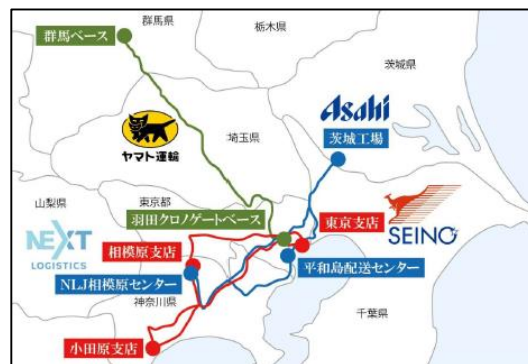 群馬県
栃木県
群馬ベース
茨城県
Asahi
茨城工場
ヤマト運輸
埼玉県
山梨県
東京都
羽田クロノゲートベース
東京支店
SEINO
NEXT
LOGISTICS
相模原支店
平和島配送センター
NLJ相模原センター
神奈川県
千葉県
小田原支店